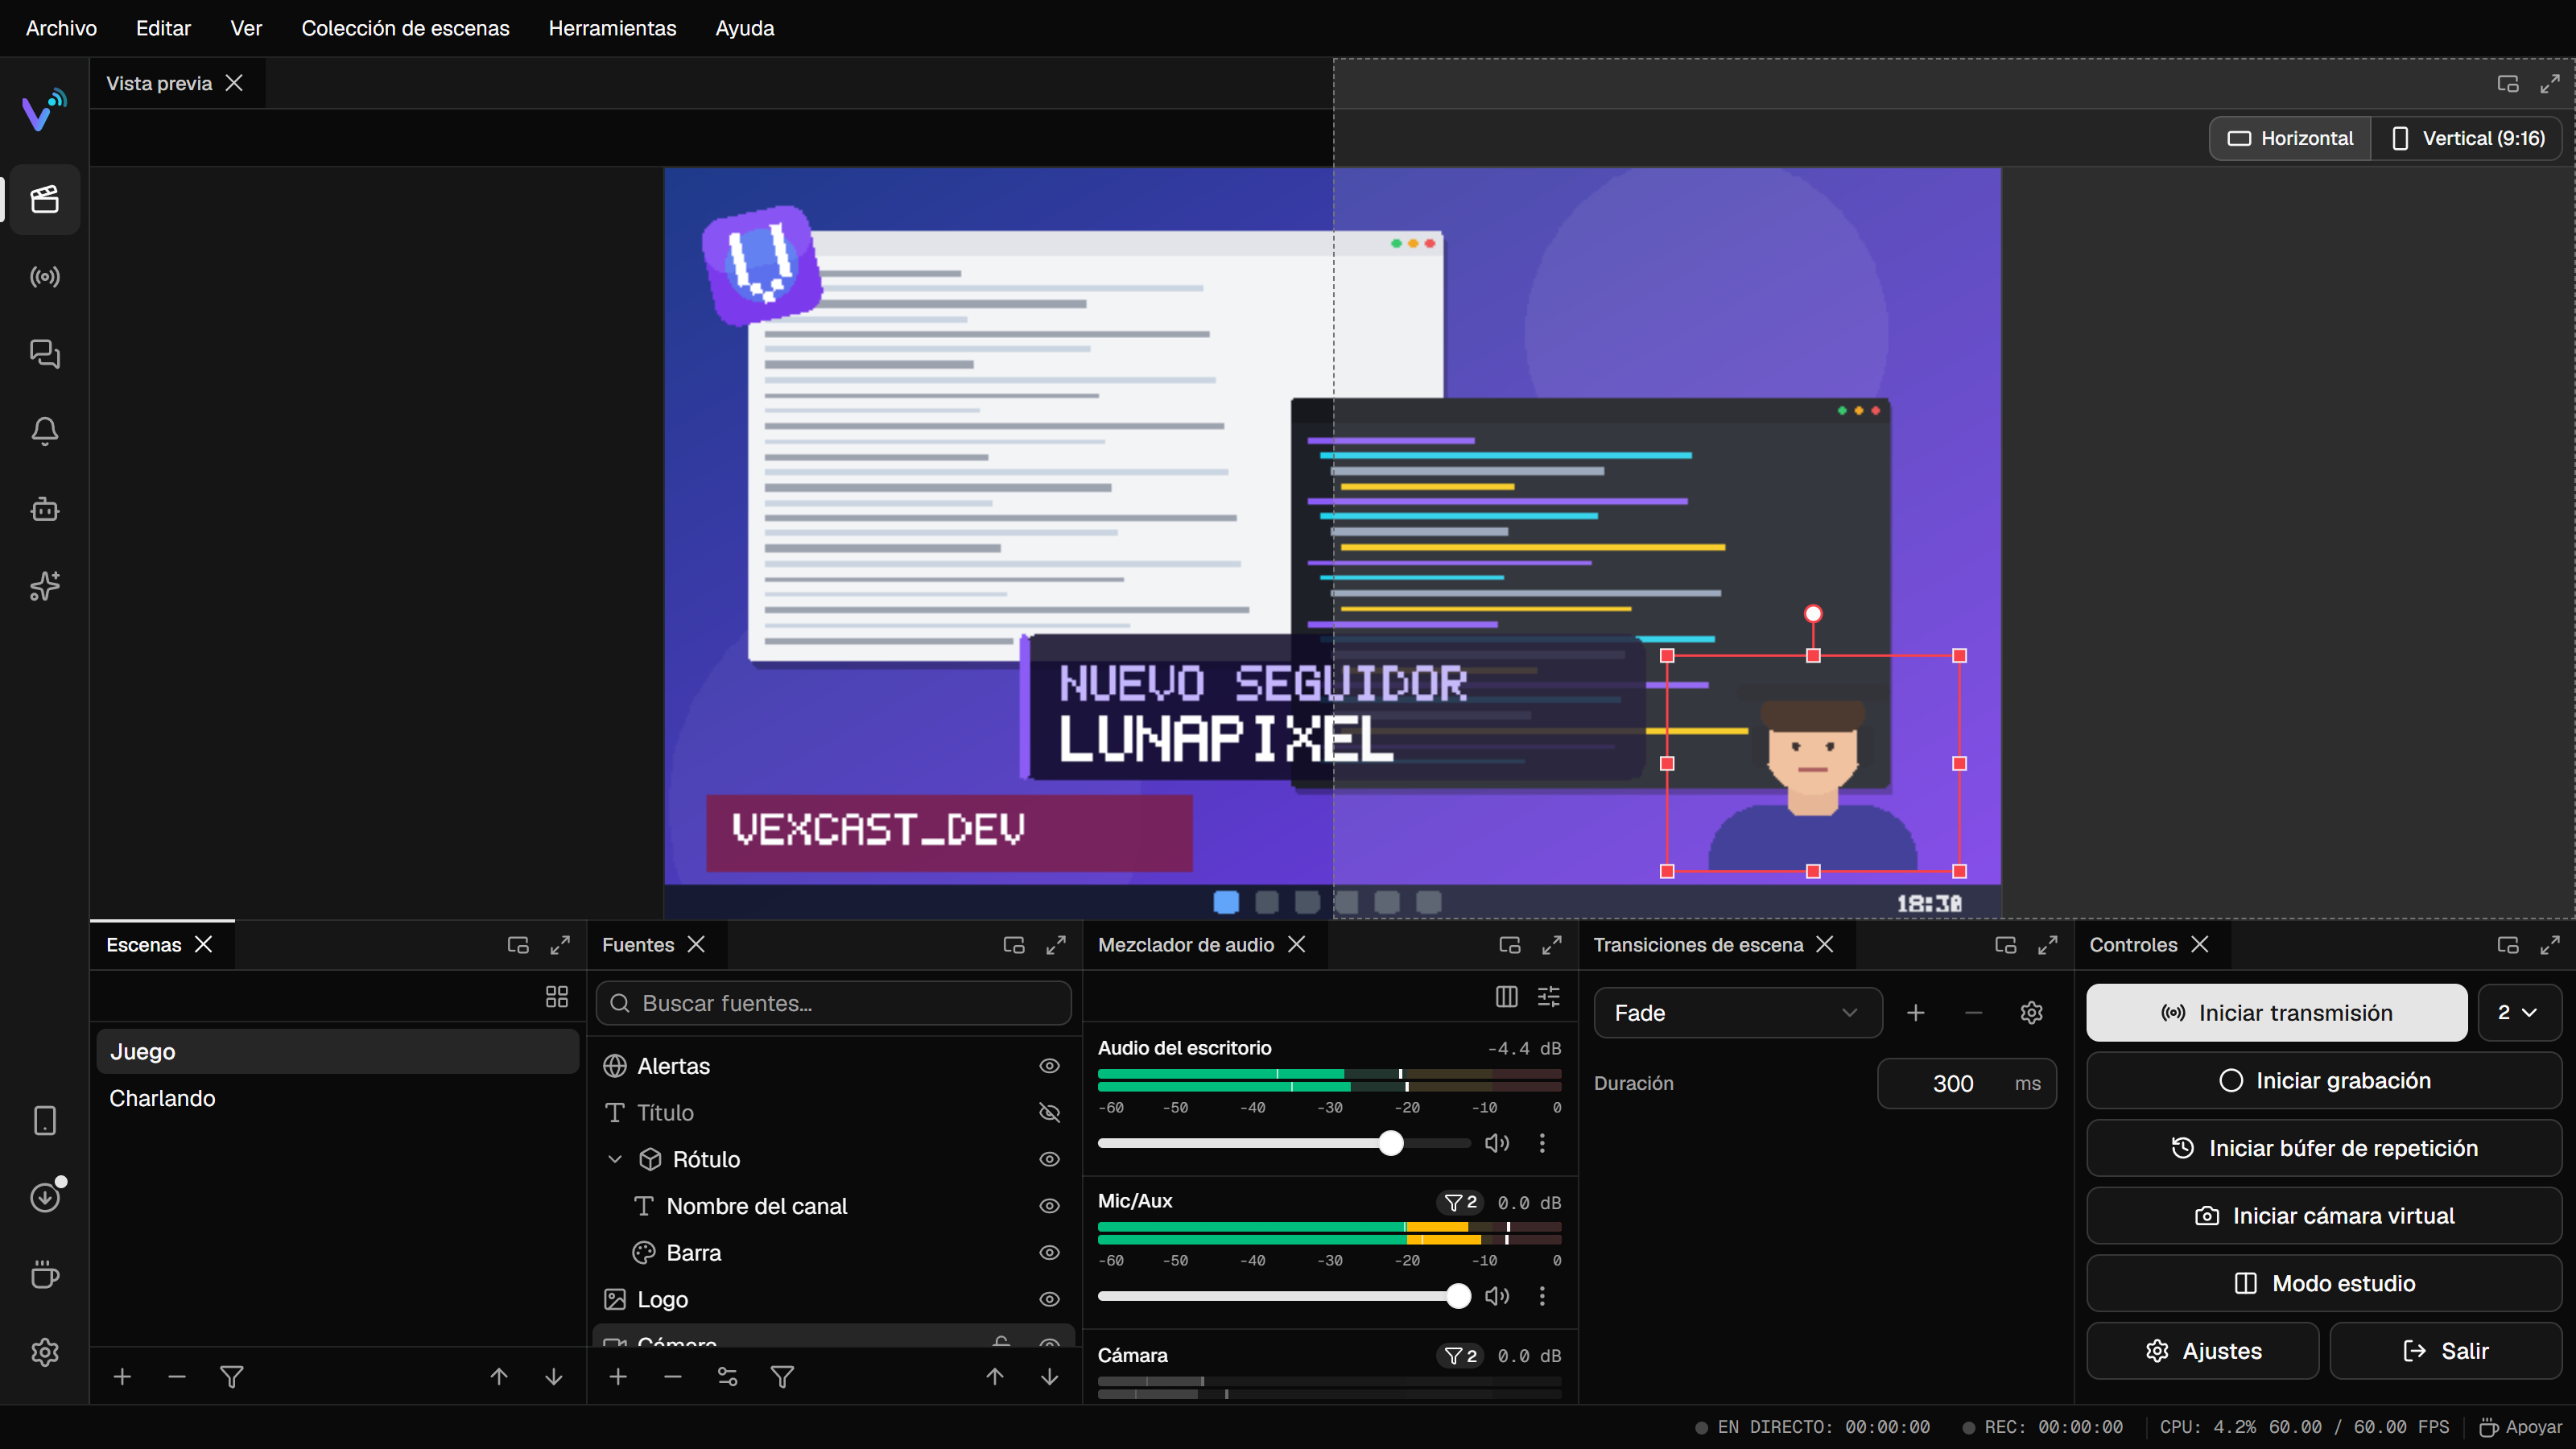 Archivo Editar Ver Colección de escenas Herramientas Ayuda
Vista previa
Horizontal Vertical (9:16)
NUEVO SEGUIDOR
LUNAPIXEL
VEXCAST_DEV
18:30
Escenas
Juego
Charlando
Fuentes
Buscar fuentes...
Alertas
Título
Rótulo
Nombre del canal
Barra
Logo
Cámara
Mezclador de audio
Audio del escritorio -4.4 dB
-60 -50 -40 -30 -20 -10 0
Mic/Aux 2 0.0 dB
-60 -50 -40 -30 -20 -10 0
Cámara 2 0.0 dB
Transiciones de escena
Fade
Duración 300 ms
Controles
Iniciar transmisión 2
Iniciar grabación
Iniciar búfer de repetición
Iniciar cámara virtual
Modo estudio
Ajustes Salir
EN DIRECTO: 00:00:00 REC: 00:00:00 CPU: 4.2% 60.00 / 60.00 FPS Apoyar